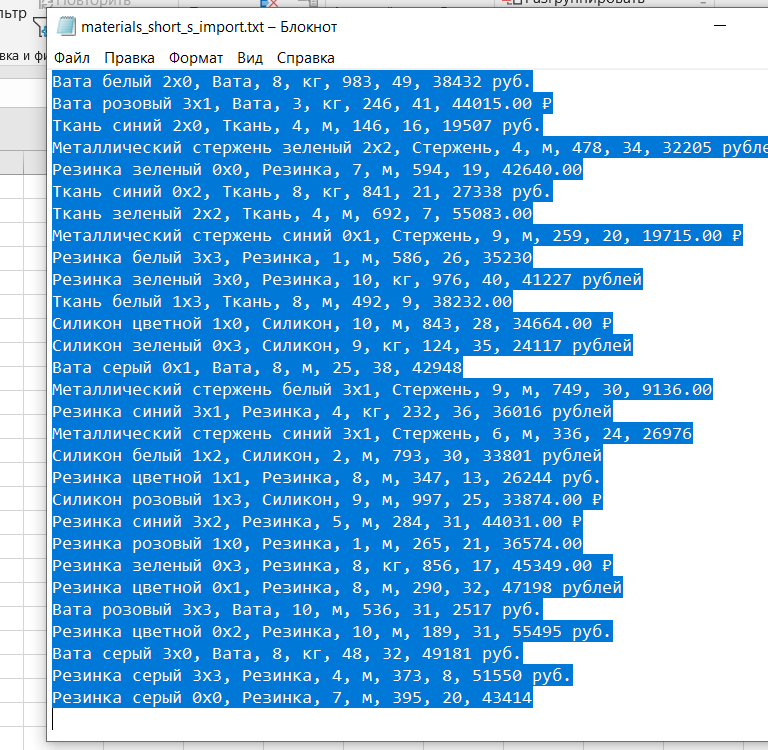 Повторить
Разгруппировать
materials_short_s_import.txt – Блокнот
Файл Правка Формат Вид Справка
Вата белый 2x0, Вата, 8, кг, 983, 49, 38432 руб.
Вата розовый 3x1, Вата, 3, кг, 246, 41, 44015.00 ₽
Ткань синий 2x0, Ткань, 4, м, 146, 16, 19507 руб.
Металлический стержень зеленый 2x2, Стержень, 4, м, 478, 34, 32205 рубле
Резинка зеленый 0x0, Резинка, 7, м, 594, 19, 42640.00
Ткань синий 0x2, Ткань, 8, кг, 841, 21, 27338 руб.
Ткань зеленый 2x2, Ткань, 4, м, 692, 7, 55083.00
Металлический стержень синий 0x1, Стержень, 9, м, 259, 20, 19715.00 ₽
Резинка белый 3x3, Резинка, 1, м, 586, 26, 35230
Резинка зеленый 3x0, Резинка, 10, кг, 976, 40, 41227 рублей
Ткань белый 1x3, Ткань, 8, м, 492, 9, 38232.00
Силикон цветной 1x0, Силикон, 10, м, 843, 28, 34664.00 ₽
Силикон зеленый 0x3, Силикон, 9, кг, 124, 35, 24117 рублей
Вата серый 0x1, Вата, 8, м, 25, 38, 42948
Металлический стержень белый 3x1, Стержень, 9, м, 749, 30, 9136.00
Резинка синий 3x1, Резинка, 4, кг, 232, 36, 36016 рублей
Металлический стержень синий 3x1, Стержень, 6, м, 336, 24, 26976
Силикон белый 1x2, Силикон, 2, м, 793, 30, 33801 рублей
Резинка цветной 1x1, Резинка, 8, м, 347, 13, 26244 руб.
Силикон розовый 1x3, Силикон, 9, м, 997, 25, 33874.00 ₽
Резинка синий 3x2, Резинка, 5, м, 284, 31, 44031.00 ₽
Резинка розовый 1x0, Резинка, 1, м, 265, 21, 36574.00
Резинка зеленый 0x3, Резинка, 8, кг, 856, 17, 45349.00 ₽
Резинка цветной 0x1, Резинка, 8, м, 290, 32, 47198 рублей
Вата розовый 3x3, Вата, 10, м, 536, 31, 2517 руб.
Резинка цветной 0x2, Резинка, 10, м, 189, 31, 55495 руб.
Вата серый 3x0, Вата, 8, кг, 48, 32, 49181 руб.
Резинка серый 3x3, Резинка, 4, м, 373, 8, 51550 руб.
Резинка серый 0x0, Резинка, 7, м, 395, 20, 43414